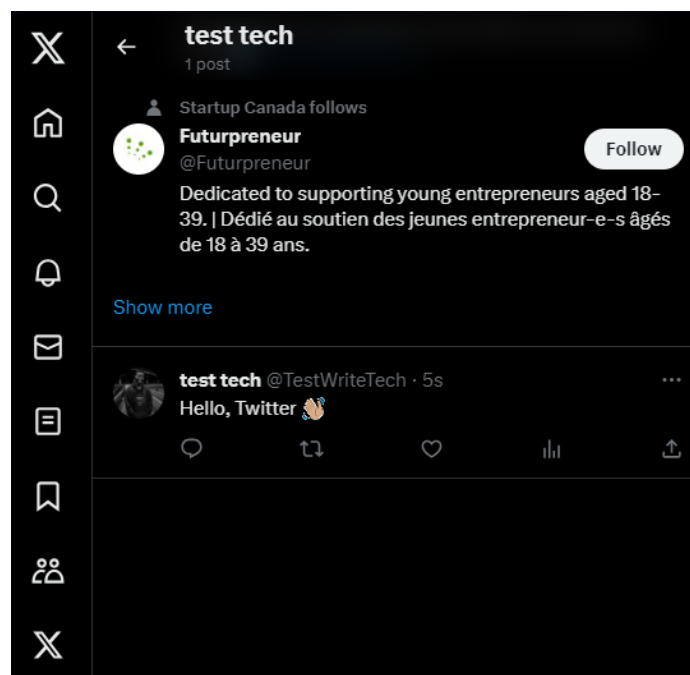 test tech
1 post
Startup Canada follows
Futurpreneur
Follow
@Futurpreneur
Dedicated to supporting young entrepreneurs aged 18-
39. | Dédié au soutien des jeunes entrepreneur-e-s âgés
de 18 à 39 ans.
Show more
test tech @TestWriteTech · 5s
Hello, Twitter 👋🏼